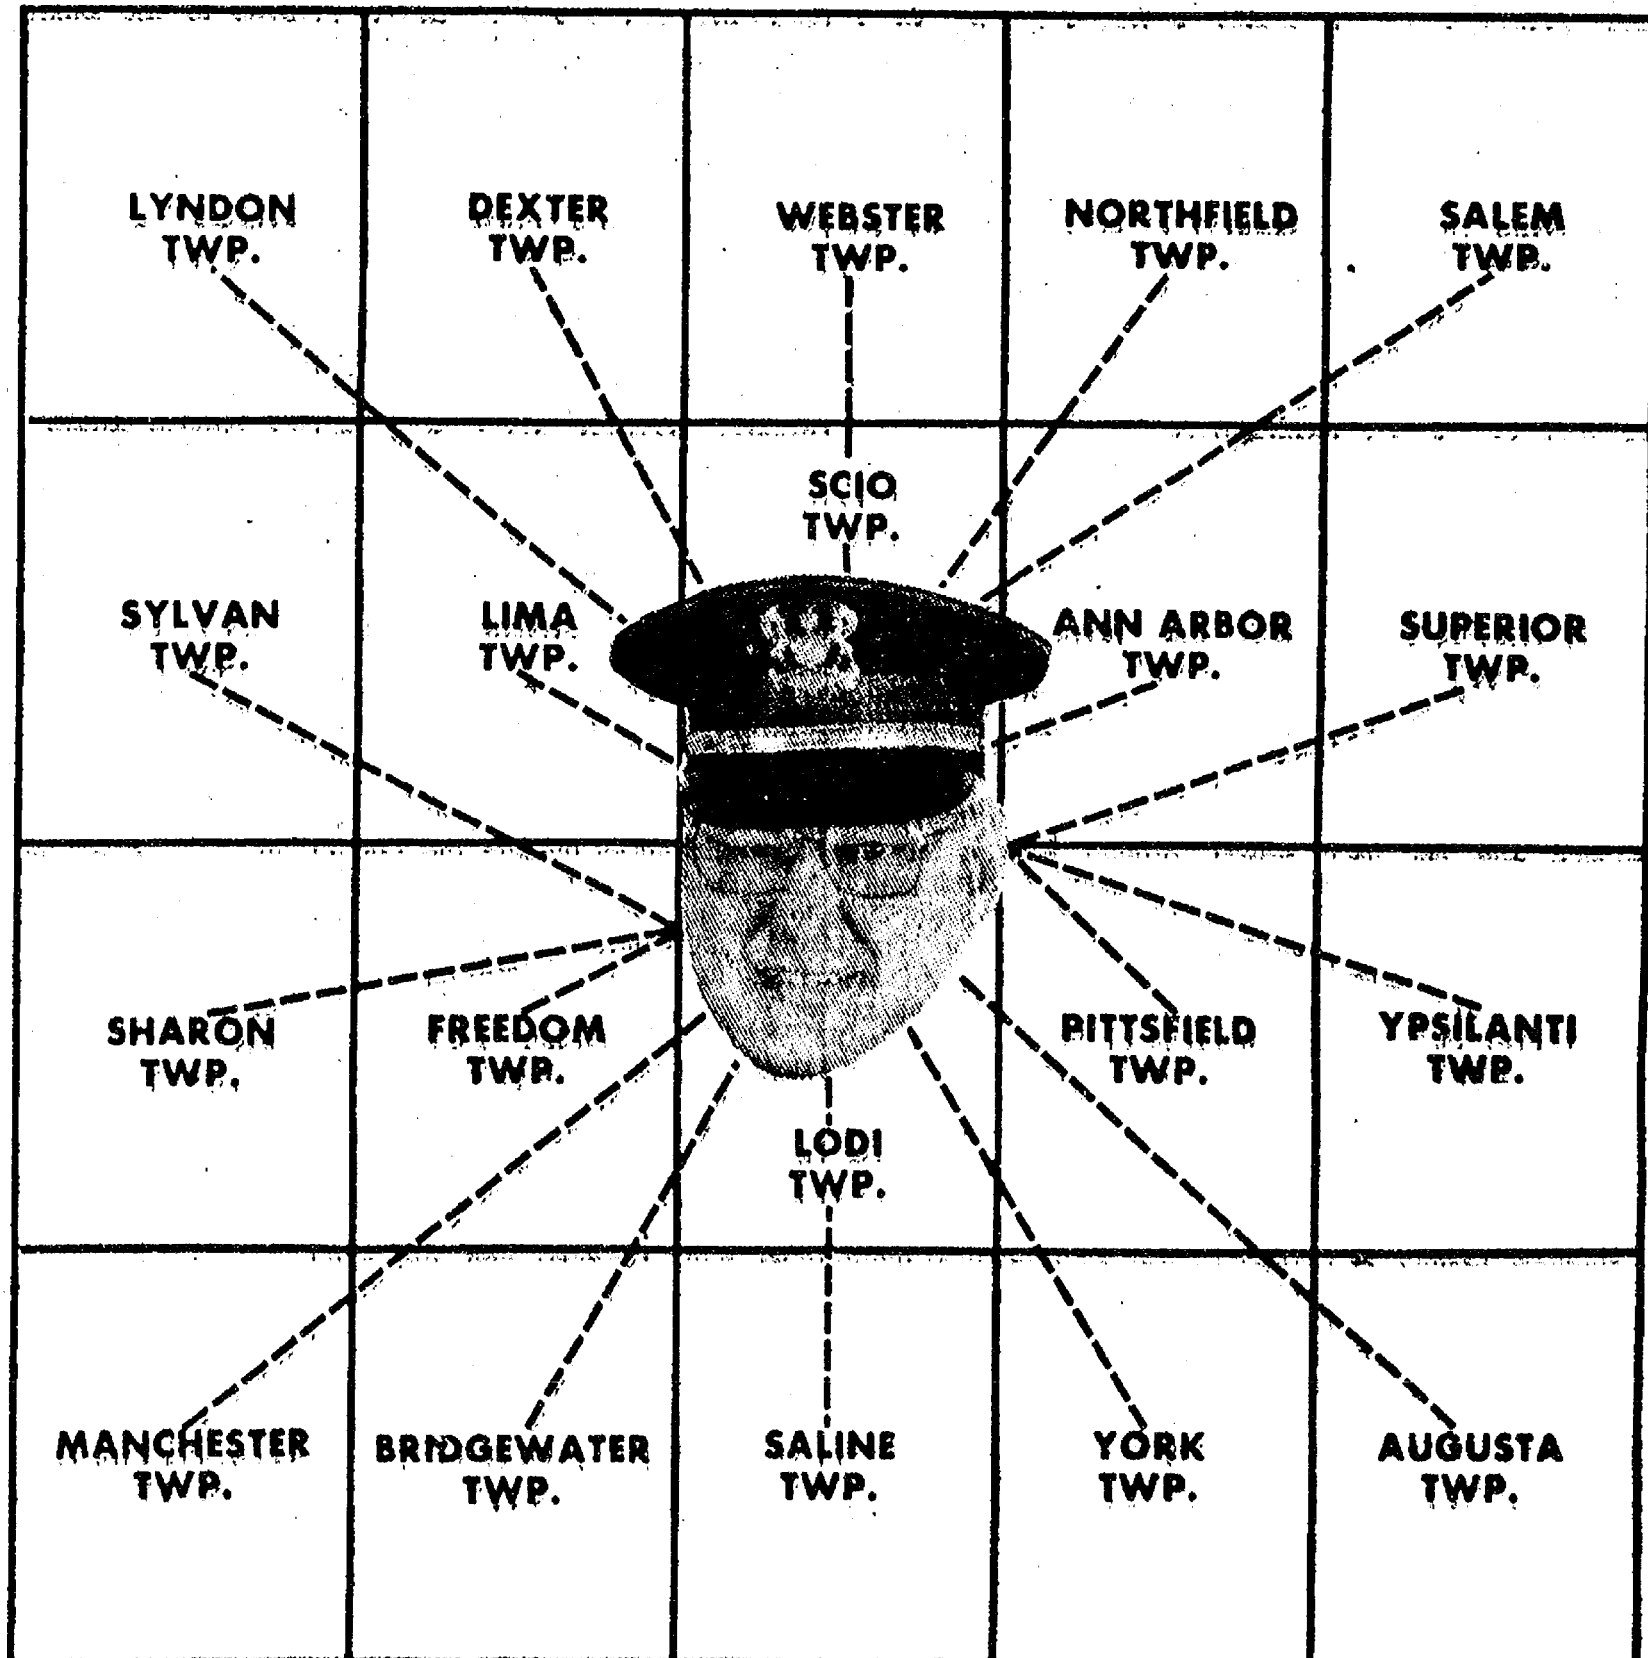 LYNDON
TWP.
DEXTER
TWP.
WEBSTER
TWP.
NORTHFIELD
TWP.
SALEM
TWP.
SCIO
TWP.
SYLVAN
TWP.
LIMA
TWP.
ANN ARBOR
TWP.
SUPERIOR
TWP.
SHARON
TWP.
FREEDOM
TWP.
PITTSFIELD
TWP.
YPSILANTI
TWP.
LODI
TWP.
MANCHESTER
TWP.
BRIDGEWATER
TWP.
SALINE
TWP.
YORK
TWP.
AUGUSTA
TWP.